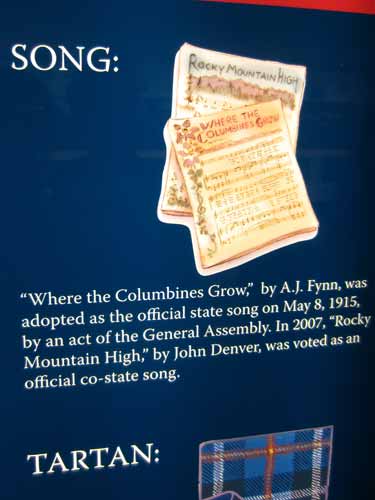 SONG:
ROCKY MOUNTAIN HIGH
WHERE THE
COLUMBINES GROW
“Where the Columbines Grow,” by A.J. Fynn, was
adopted as the official state song on May 8, 1915,
by an act of the General Assembly. In 2007, “Rocky
Mountain High,” by John Denver, was voted as an
official co-state song.
TARTAN: